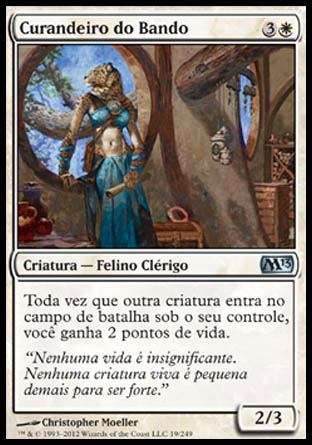 Curandeiro do Bando 3
Criatura — Felino Clérigo M13
Toda vez que outra criatura entra no
campo de batalha sob o seu controle,
você ganha 2 pontos de vida.
“Nenhuma vida é insignificante.
Nenhuma criatura viva é pequena
demais para ser forte.”
Christopher Moeller
™ & © 1993–2012 Wizards of the Coast LLC 19/249
2/3